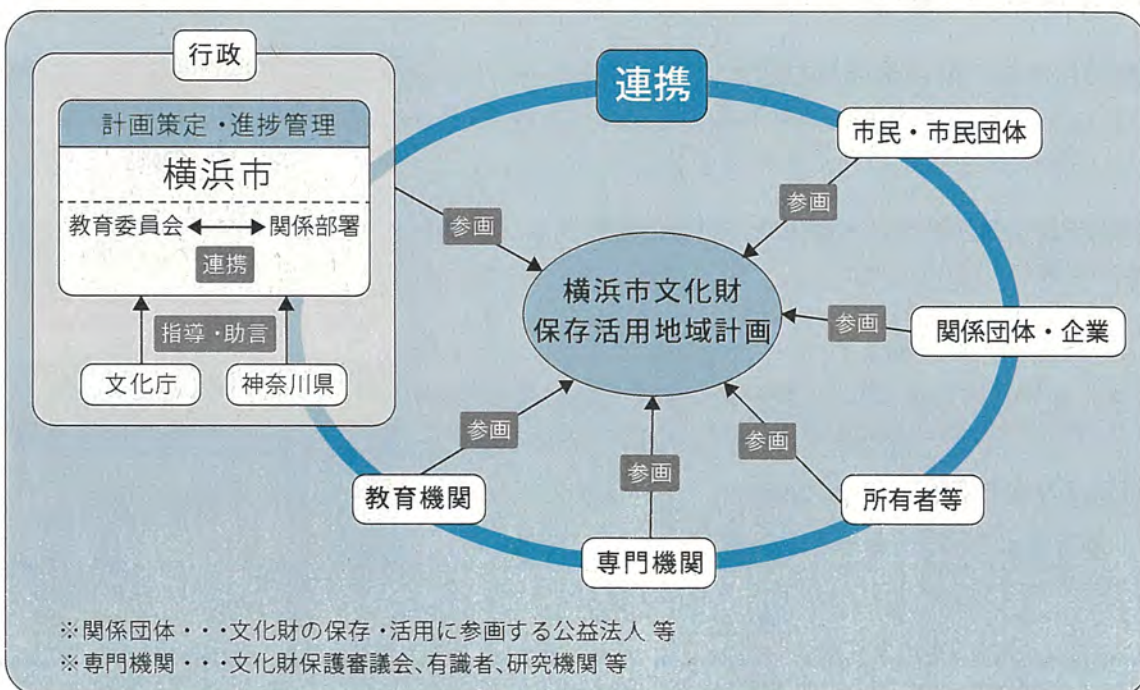 行政
計画策定・進捗管理
横浜市
教育委員会 関係部署
連携
指導・助言
文化庁 神奈川県
連携
市民・市民団体
参画
参画
横浜市文化財
保存活用地域計画
参画
関係団体・企業
参画
参画
参画
教育機関
専門機関
所有者等
※関係団体・・・文化財の保存・活用に参画する公益法人 等
※専門機関・・・文化財保護審議会、有識者、研究機関 等